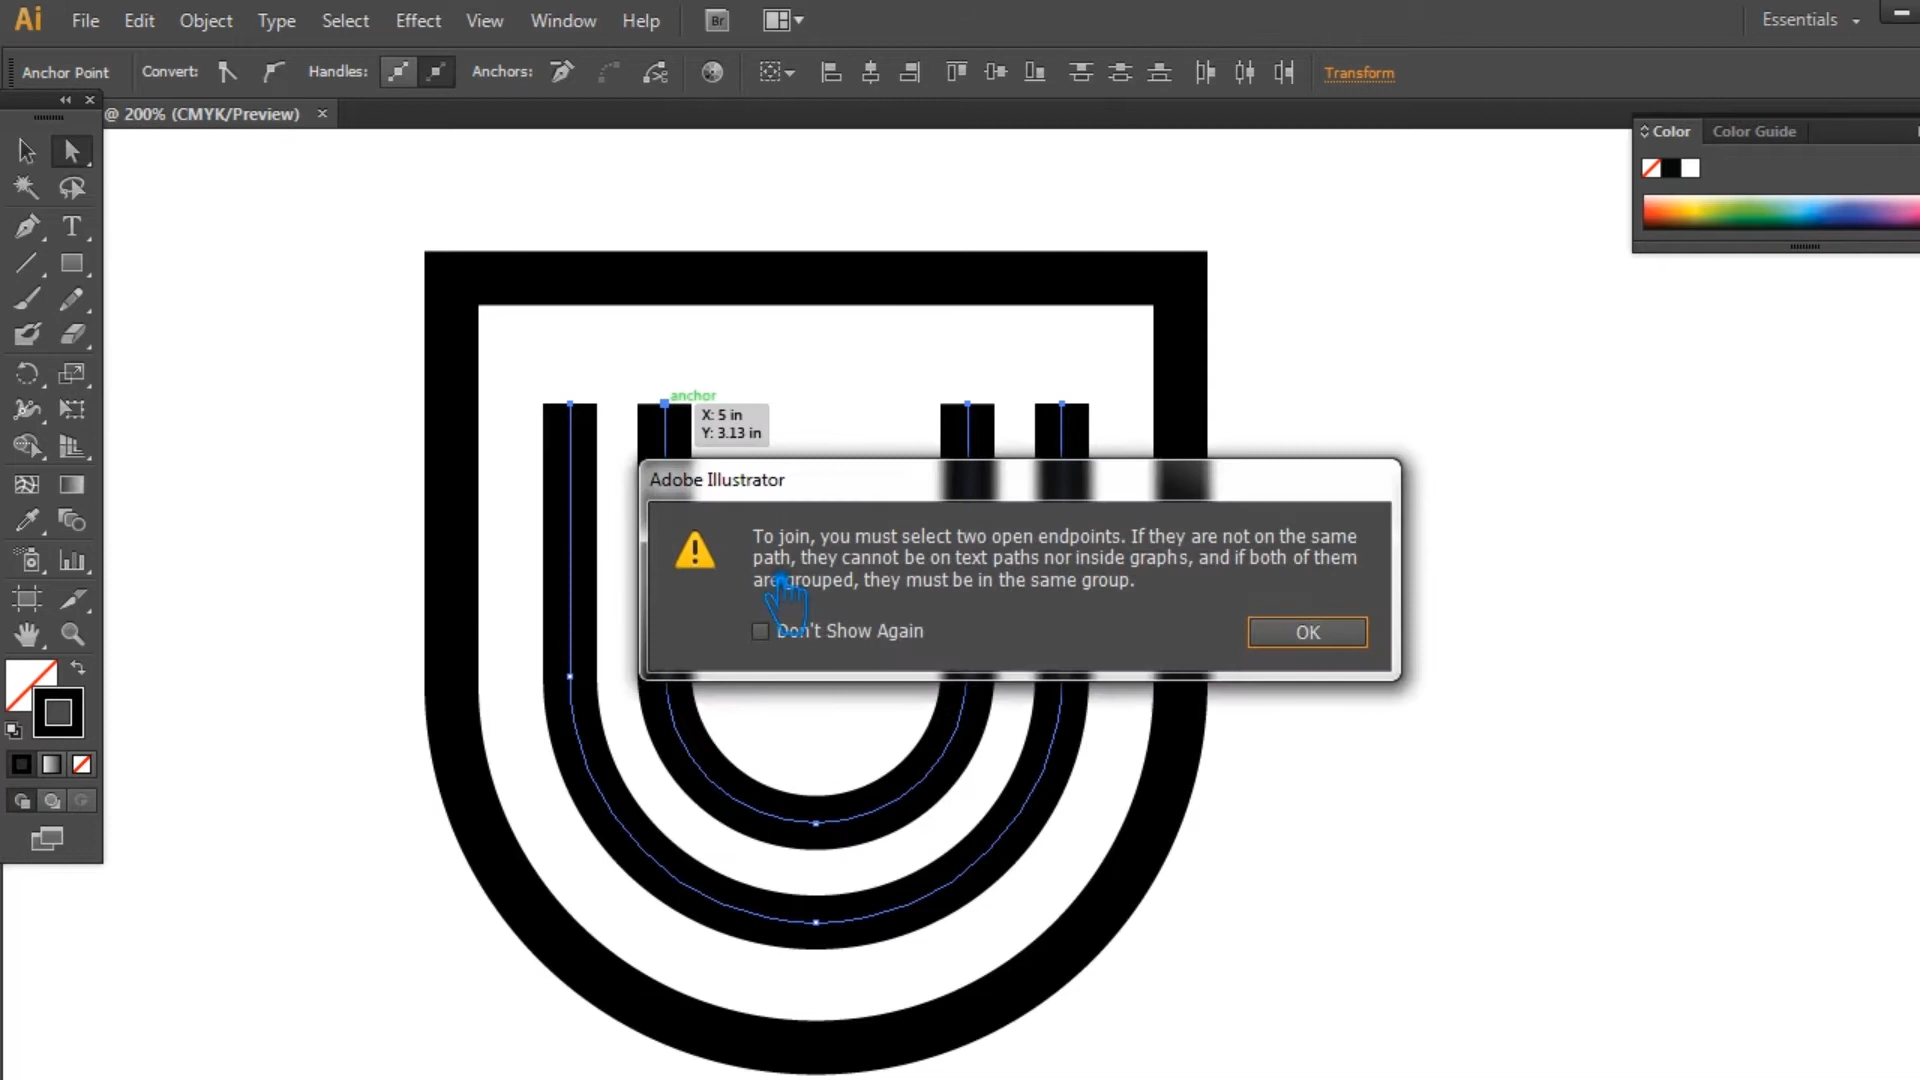 Ai File Edit Object Type Select Effect View Window Help Br Essentials
Anchor Point Convert: Handles: Anchors: Transform
@ 200% (CMYK/Preview)
Color Color Guide
T
anchor
X: 5 in
Y: 3.13 in
Adobe Illustrator
To join, you must select two open endpoints. If they are not on the same
path, they cannot be on text paths nor inside graphs, and if both of them
are grouped, they must be in the same group.
Don't Show Again
OK